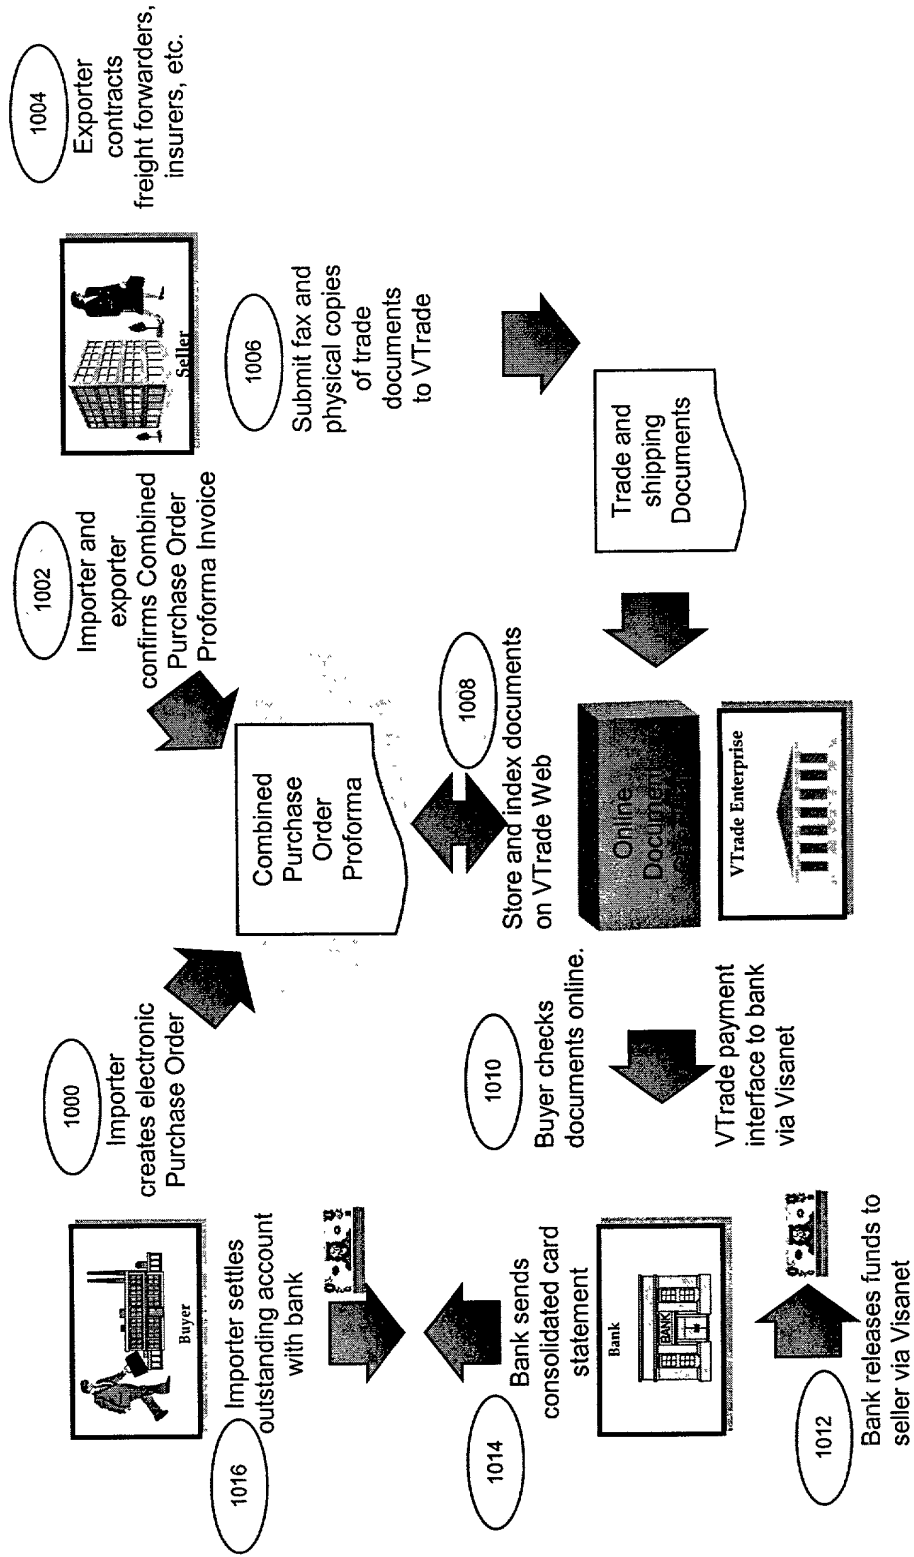 1000
Importer
creates electronic
Purchase Order
1002
Importer and
exporter
confirms Combined
Purchase Order
Proforma Invoice
1004
Exporter
contracts
freight forwarders,
insurers, etc.
Buyer
Seller
1006
Submit fax and
physical copies
of trade
documents
to VTrade
Combined
Purchase
Order
Proforma
1016
Importer settles
outstanding account
with bank
1014
Bank sends
consolidated card
statement
1010
Buyer checks
documents online.
1008
Store and index documents
on VTrade Web
Trade and
shipping
Documents
Online
Document
VTrade Enterprise
VTrade payment
interface to bank
via Visanet
Bank
BANK
1012
Bank releases funds to
seller via Visanet